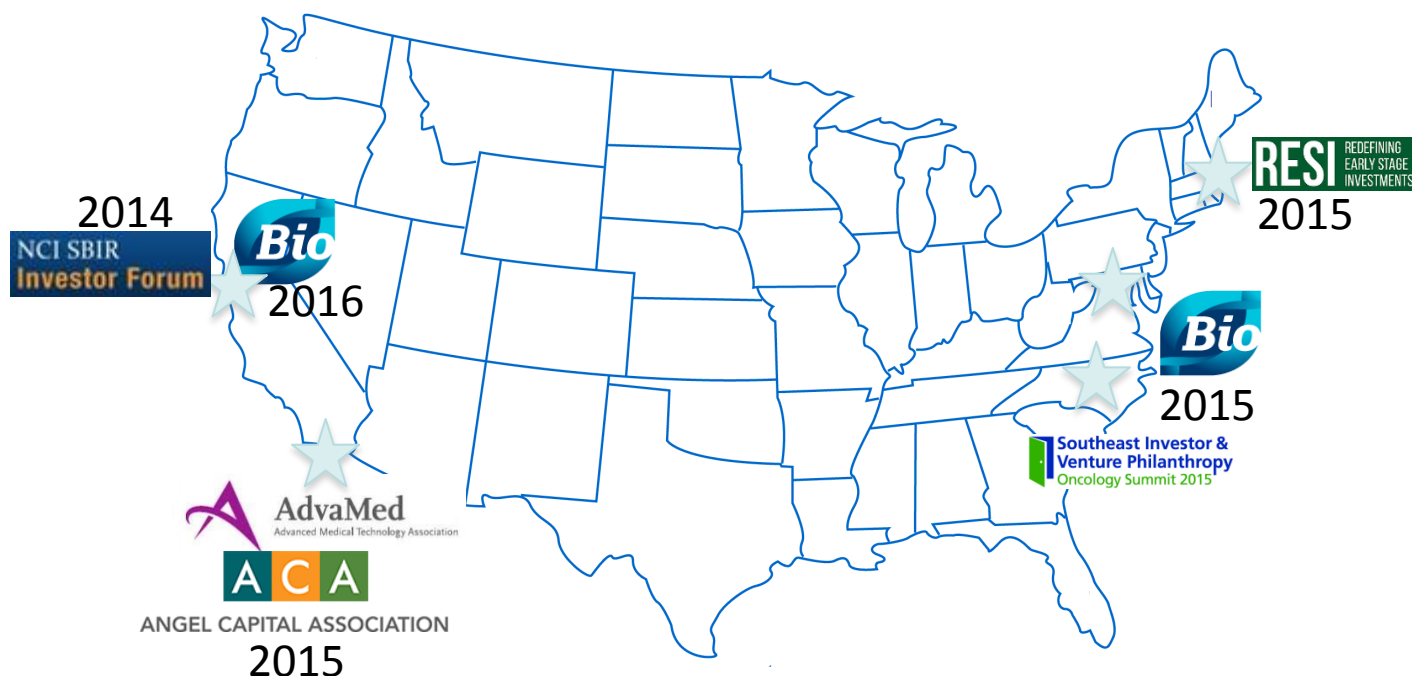 2014
NCI SBIR
Investor Forum
Bio
2016
AdvaMed
Advanced Medical Technology Association
ACA
ANGEL CAPITAL ASSOCIATION
2015
RESI
REDEFINING
EARLY STAGE
INVESTMENTS
2015
Bio
2015
Southeast Investor &
Venture Philanthropy
Oncology Summit 2015